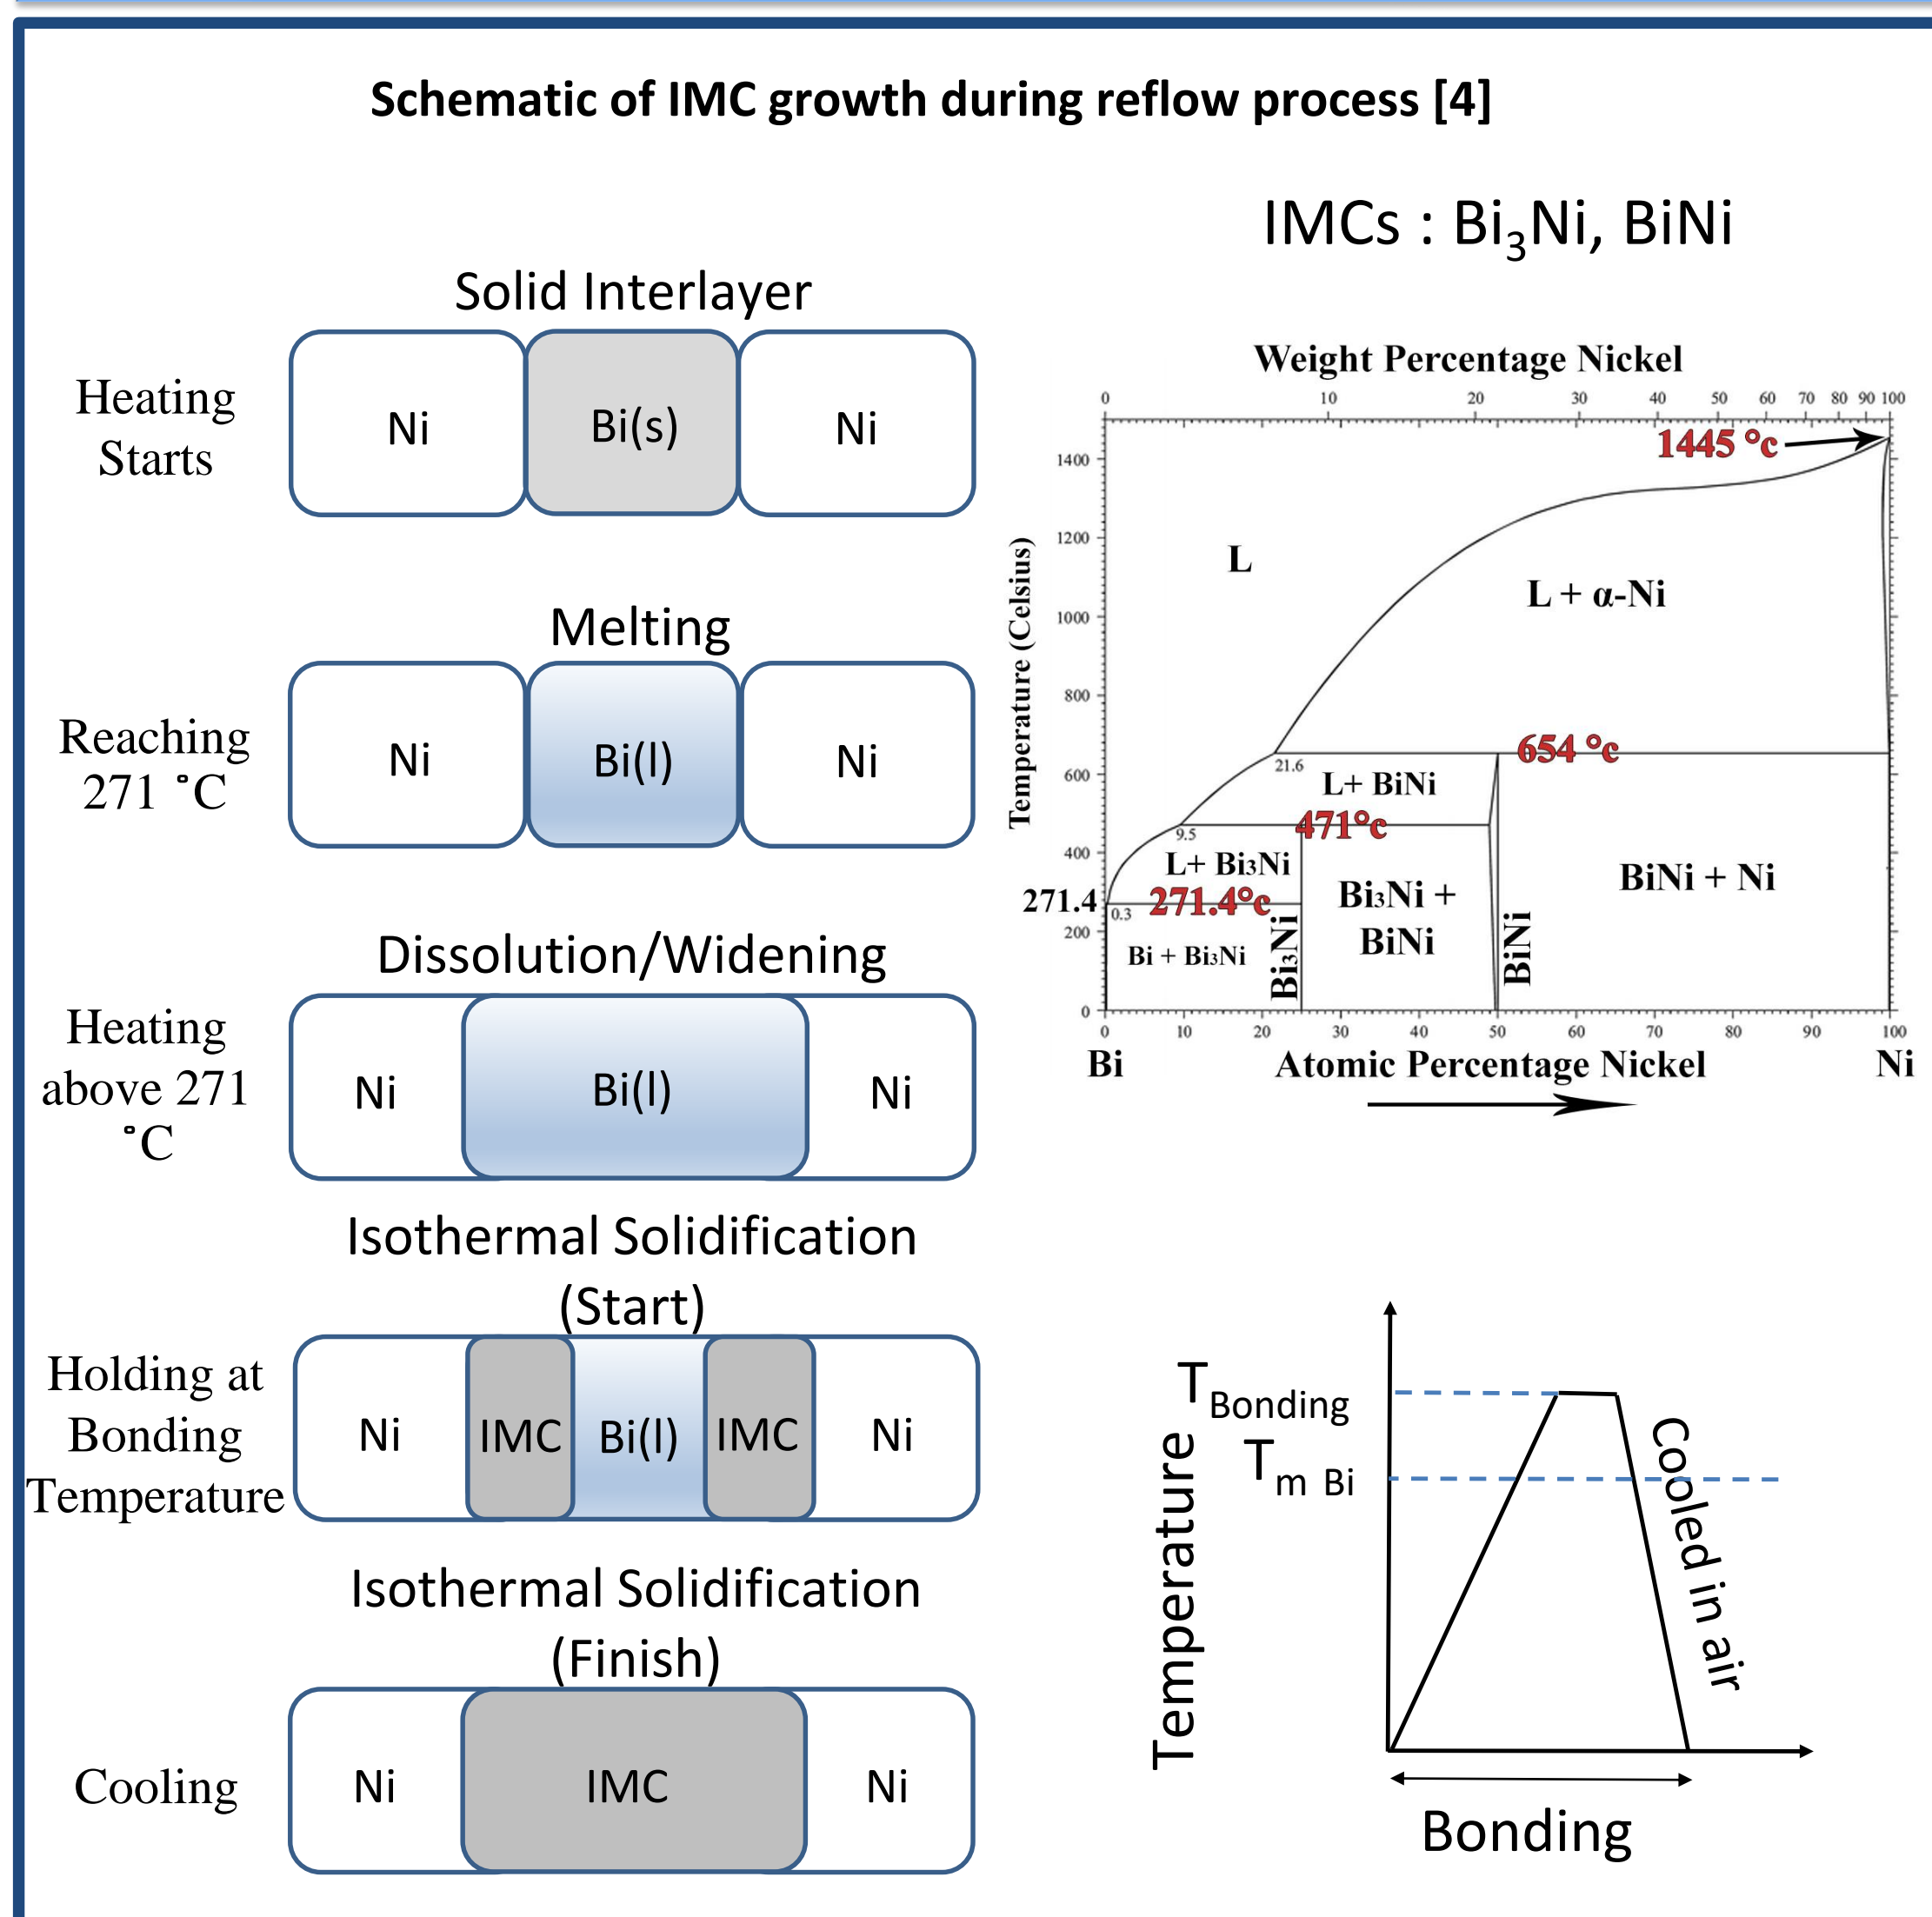 Schematic of IMC growth during reflow process [4]
IMCs : Bi₃Ni, BiNi
Solid Interlayer
Heating
Starts
Ni
Bi(s)
Ni
Melting
Reaching
271 °C
Ni
Bi(l)
Ni
Dissolution/Widening
Heating
above 271
°C
Ni
Bi(l)
Ni
Isothermal Solidification
(Start)
Holding at
Bonding
Temperature
Ni
IMC
Bi(l)
IMC
Ni
Isothermal Solidification
(Finish)
Cooling
Ni
IMC
Ni
Weight Percentage Nickel
0 10 20 30 40 50 60 70 80 90 100
1445 °c
1400
1200
1000
800
600
400
271.4
200
0
Temperature (Celsius)
L
L + α-Ni
654 °c
21.6
L+ BiNi
471°c
9.5
L+ Bi₃Ni
271.4°c
0.3
Bi + Bi₃Ni
Bi₃Ni
Bi₃Ni +
BiNi
BiNi
BiNi + Ni
0 10 20 30 40 50 60 70 80 90 100
Bi Atomic Percentage Nickel Ni
Temperature
T Bonding
T m Bi
Cooled in air
Bonding